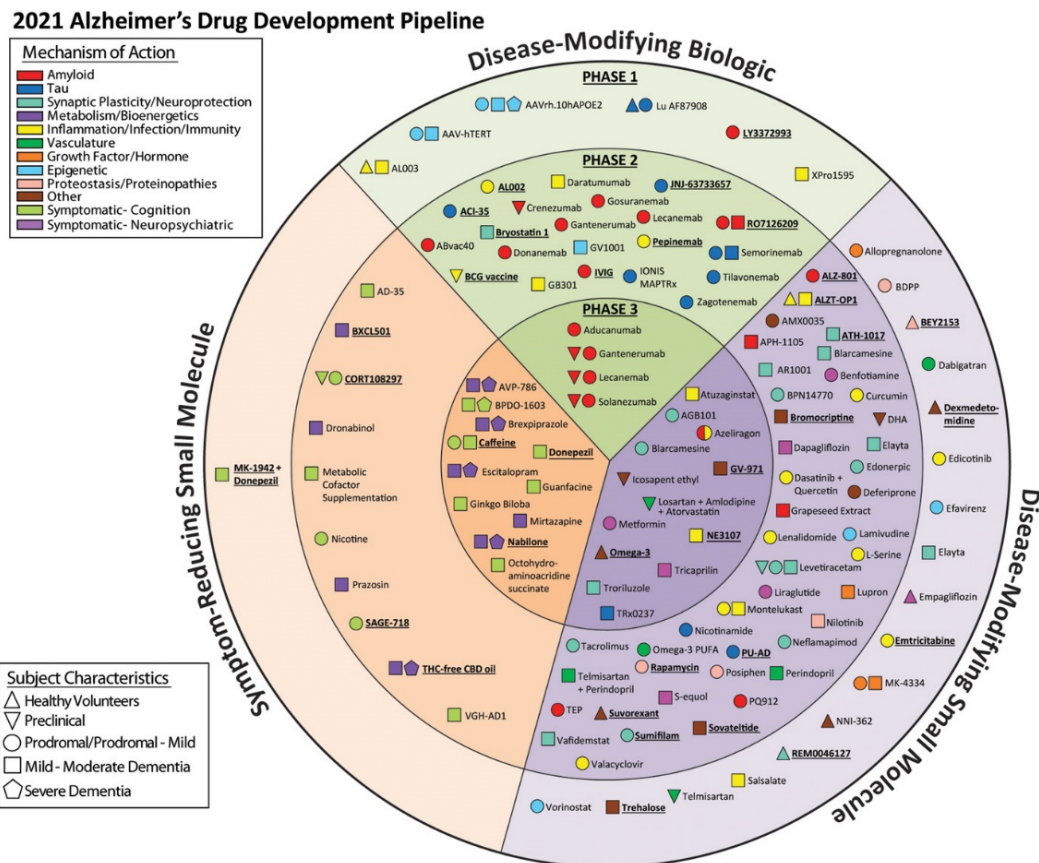 2021 Alzheimer's Drug Development Pipeline
Mechanism of Action
Amyloid
Tau
Synaptic Plasticity/Neuroprotection
Metabolism/Bioenergetics
Inflammation/Infection/Immunity
Vasculature
Growth Factor/Hormone
Epigenetic
Proteostasis/Proteinopathies
Other
Symptomatic- Cognition
Symptomatic- Neuropsychiatric
Disease-Modifying Biologic
PHASE 1
AAVrh.10hAPOE2
Lu AF87908
AAV-hTERT
LY3372993
AL003
XPro1595
PHASE 2
AL002
Daratumumab
JNJ-63733657
ACI-35
Crenezumab
Gosuranemab
Bryostatin 1
Gantenerumab
Lecanemab
RO7126209
ABvac40
Donanemab
GV1001
Pepinemab
Semorinemab
BCG vaccine
GB301
IVIG
IONIS
MAPTRx
Tilavonemab
Zagotenemab
PHASE 3
Aducanumab
Gantenerumab
Lecanemab
Solanezumab
Symptom-Reducing Small Molecule
AD-35
BXCL501
CORT108297
Dronabinol
MK-1942 +
Donepezil
Metabolic
Cofactor
Supplementation
Nicotine
Prazosin
SAGE-718
THC-free CBD oil
VGH-AD1
AVP-786
BPDO-1603
Brexpiprazole
Caffeine
Donepezil
Escitalopram
Guanfacine
Ginkgo Biloba
Mirtazapine
Nabilone
Octohydro-
aminoacridine
succinate
Atuzaginstat
AGB101
Azeliragon
Blarcamesine
GV-971
Icosapent ethyl
Losartan + Amlodipine
+ Atorvastatin
Metformin
NE3107
Omega-3
Tricaprilin
Troriluzole
TRx0237
ALZ-801
ALZT-OP1
AMX0035
ATH-1017
APH-1105
Blarcamesine
AR1001
Benfotiamine
BPN14770
Curcumin
Bromocriptine
DHA
Dapagliflozin
Elayta
Edonerpic
Dasatinib +
Quercetin
Deferiprone
Grapeseed Extract
Lenalidomide
Lamivudine
L-Serine
Levetiracetam
Liraglutide
Lupron
Montelukast
Nilotinib
Nicotinamide
Neflamapimod
Tacrolimus
Omega-3 PUFA
PU-AD
Rapamycin
Posiphen
Perindopril
Telmisartan
+ Perindopril
S-equol
PQ912
TEP
Suvorexant
Sovateltide
Vafidemstat
Sumifilam
Valacyclovir
Allopregnanolone
BDPP
BEY2153
Dabigatran
Dexmedeto-
midine
Edicotinib
Efavirenz
Elayta
Empagliflozin
Emtricitabine
MK-4334
NNI-362
REM0046127
Salsalate
Telmisartan
Trehalose
Vorinostat
Disease-Modifying Small Molecule
Subject Characteristics
Healthy Volunteers
Preclinical
Prodromal/Prodromal - Mild
Mild - Moderate Dementia
Severe Dementia